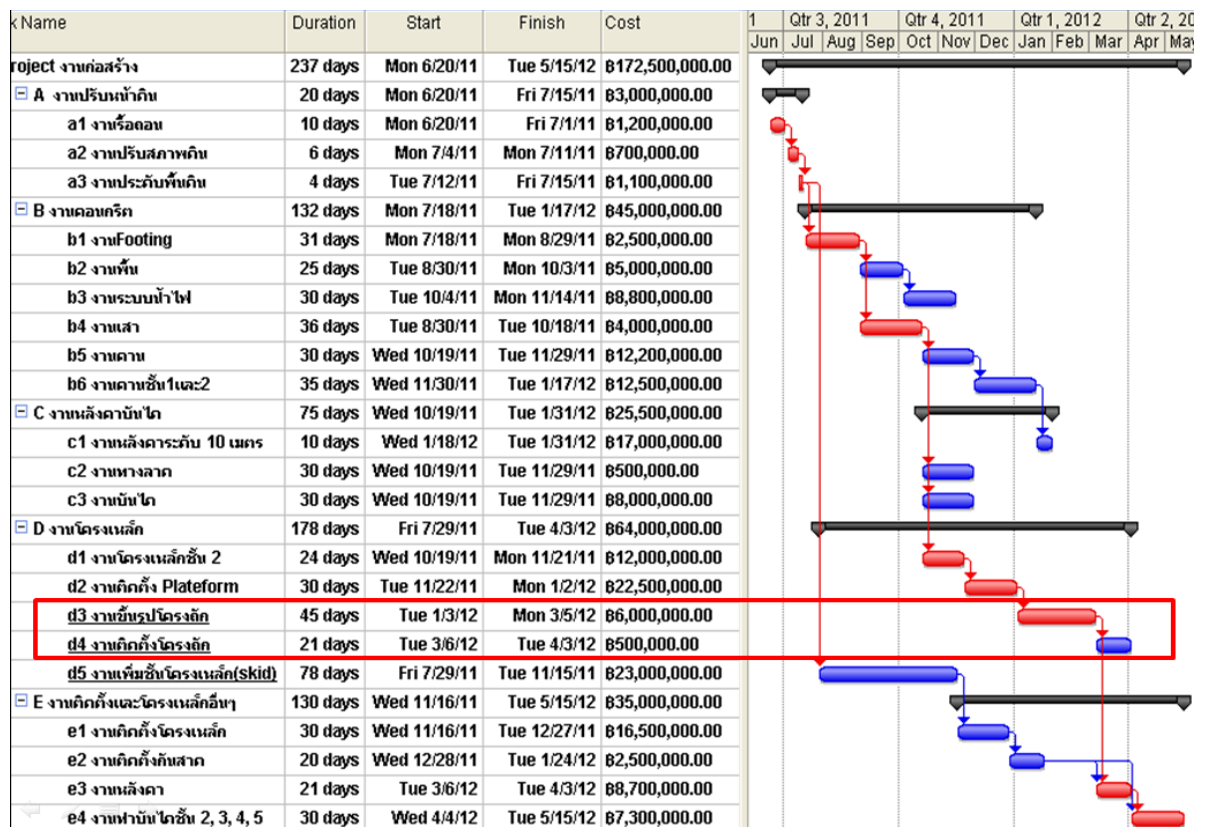 k Name Duration Start Finish Cost 1 Qtr 3, 2011 Qtr 4, 2011 Qtr 1, 2012 Qtr 2, 20
Jun Jul Aug Sep Oct Nov Dec Jan Feb Mar Apr May
roject งานก่อสร้าง 237 days Mon 6/20/11 Tue 5/15/12 ฿172,500,000.00
A งานปรับหน้าดิน 20 days Mon 6/20/11 Fri 7/15/11 ฿3,000,000.00
a1 งานรื้อถอน 10 days Mon 6/20/11 Fri 7/1/11 ฿1,200,000.00
a2 งานปรับสภาพดิน 6 days Mon 7/4/11 Mon 7/11/11 ฿700,000.00
a3 งานประดับพื้นดิน 4 days Tue 7/12/11 Fri 7/15/11 ฿1,100,000.00
B งานคอนกรีต 132 days Mon 7/18/11 Tue 1/17/12 ฿45,000,000.00
b1 งานFooting 31 days Mon 7/18/11 Mon 8/29/11 ฿2,500,000.00
b2 งานพื้น 25 days Tue 8/30/11 Mon 10/3/11 ฿5,000,000.00
b3 งานระบบน้ำไฟ 30 days Tue 10/4/11 Mon 11/14/11 ฿8,800,000.00
b4 งานเสา 36 days Tue 8/30/11 Tue 10/18/11 ฿4,000,000.00
b5 งานคาน 30 days Wed 10/19/11 Tue 11/29/11 ฿12,200,000.00
b6 งานคานชั้น1และ2 35 days Wed 11/30/11 Tue 1/17/12 ฿12,500,000.00
C งานหลังคาบันได 75 days Wed 10/19/11 Tue 1/31/12 ฿25,500,000.00
c1 งานหลังคาระดับ 10 เมตร 10 days Wed 1/18/12 Tue 1/31/12 ฿17,000,000.00
c2 งานทางลาด 30 days Wed 10/19/11 Tue 11/29/11 ฿500,000.00
c3 งานบันได 30 days Wed 10/19/11 Tue 11/29/11 ฿8,000,000.00
D งานโครงเหล็ก 178 days Fri 7/29/11 Tue 4/3/12 ฿64,000,000.00
d1 งานโครงเหล็กชั้น 2 24 days Wed 10/19/11 Mon 11/21/11 ฿12,000,000.00
d2 งานติดตั้ง Plateform 30 days Tue 11/22/11 Mon 1/2/12 ฿22,500,000.00
d3 งานขึ้นรูปโครงถัก 45 days Tue 1/3/12 Mon 3/5/12 ฿6,000,000.00
d4 งานติดตั้งโครงถัก 21 days Tue 3/6/12 Tue 4/3/12 ฿500,000.00
d5 งานเพิ่มชั้นโครงเหล็ก(skid) 78 days Fri 7/29/11 Tue 11/15/11 ฿23,000,000.00
E งานติดตั้งและโครงเหล็กอื่นๆ 130 days Wed 11/16/11 Tue 5/15/12 ฿35,000,000.00
e1 งานติดตั้งโครงเหล็ก 30 days Wed 11/16/11 Tue 12/27/11 ฿16,500,000.00
e2 งานติดตั้งกันสาด 20 days Wed 12/28/11 Tue 1/24/12 ฿2,500,000.00
e3 งานหลังคา 21 days Tue 3/6/12 Tue 4/3/12 ฿8,700,000.00
e4 งานฝาบันไดชั้น 2, 3, 4, 5 30 days Wed 4/4/12 Tue 5/15/12 ฿7,300,000.00